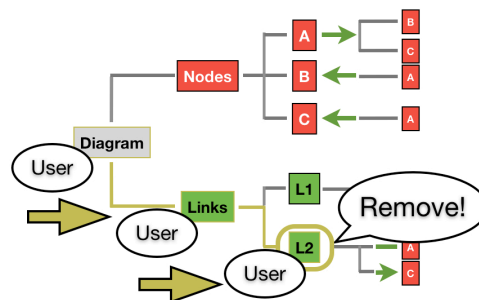 B
A
C
Nodes
B
A
C
A
Diagram
User
L1
Links
User
Remove!
L2
A
User
C